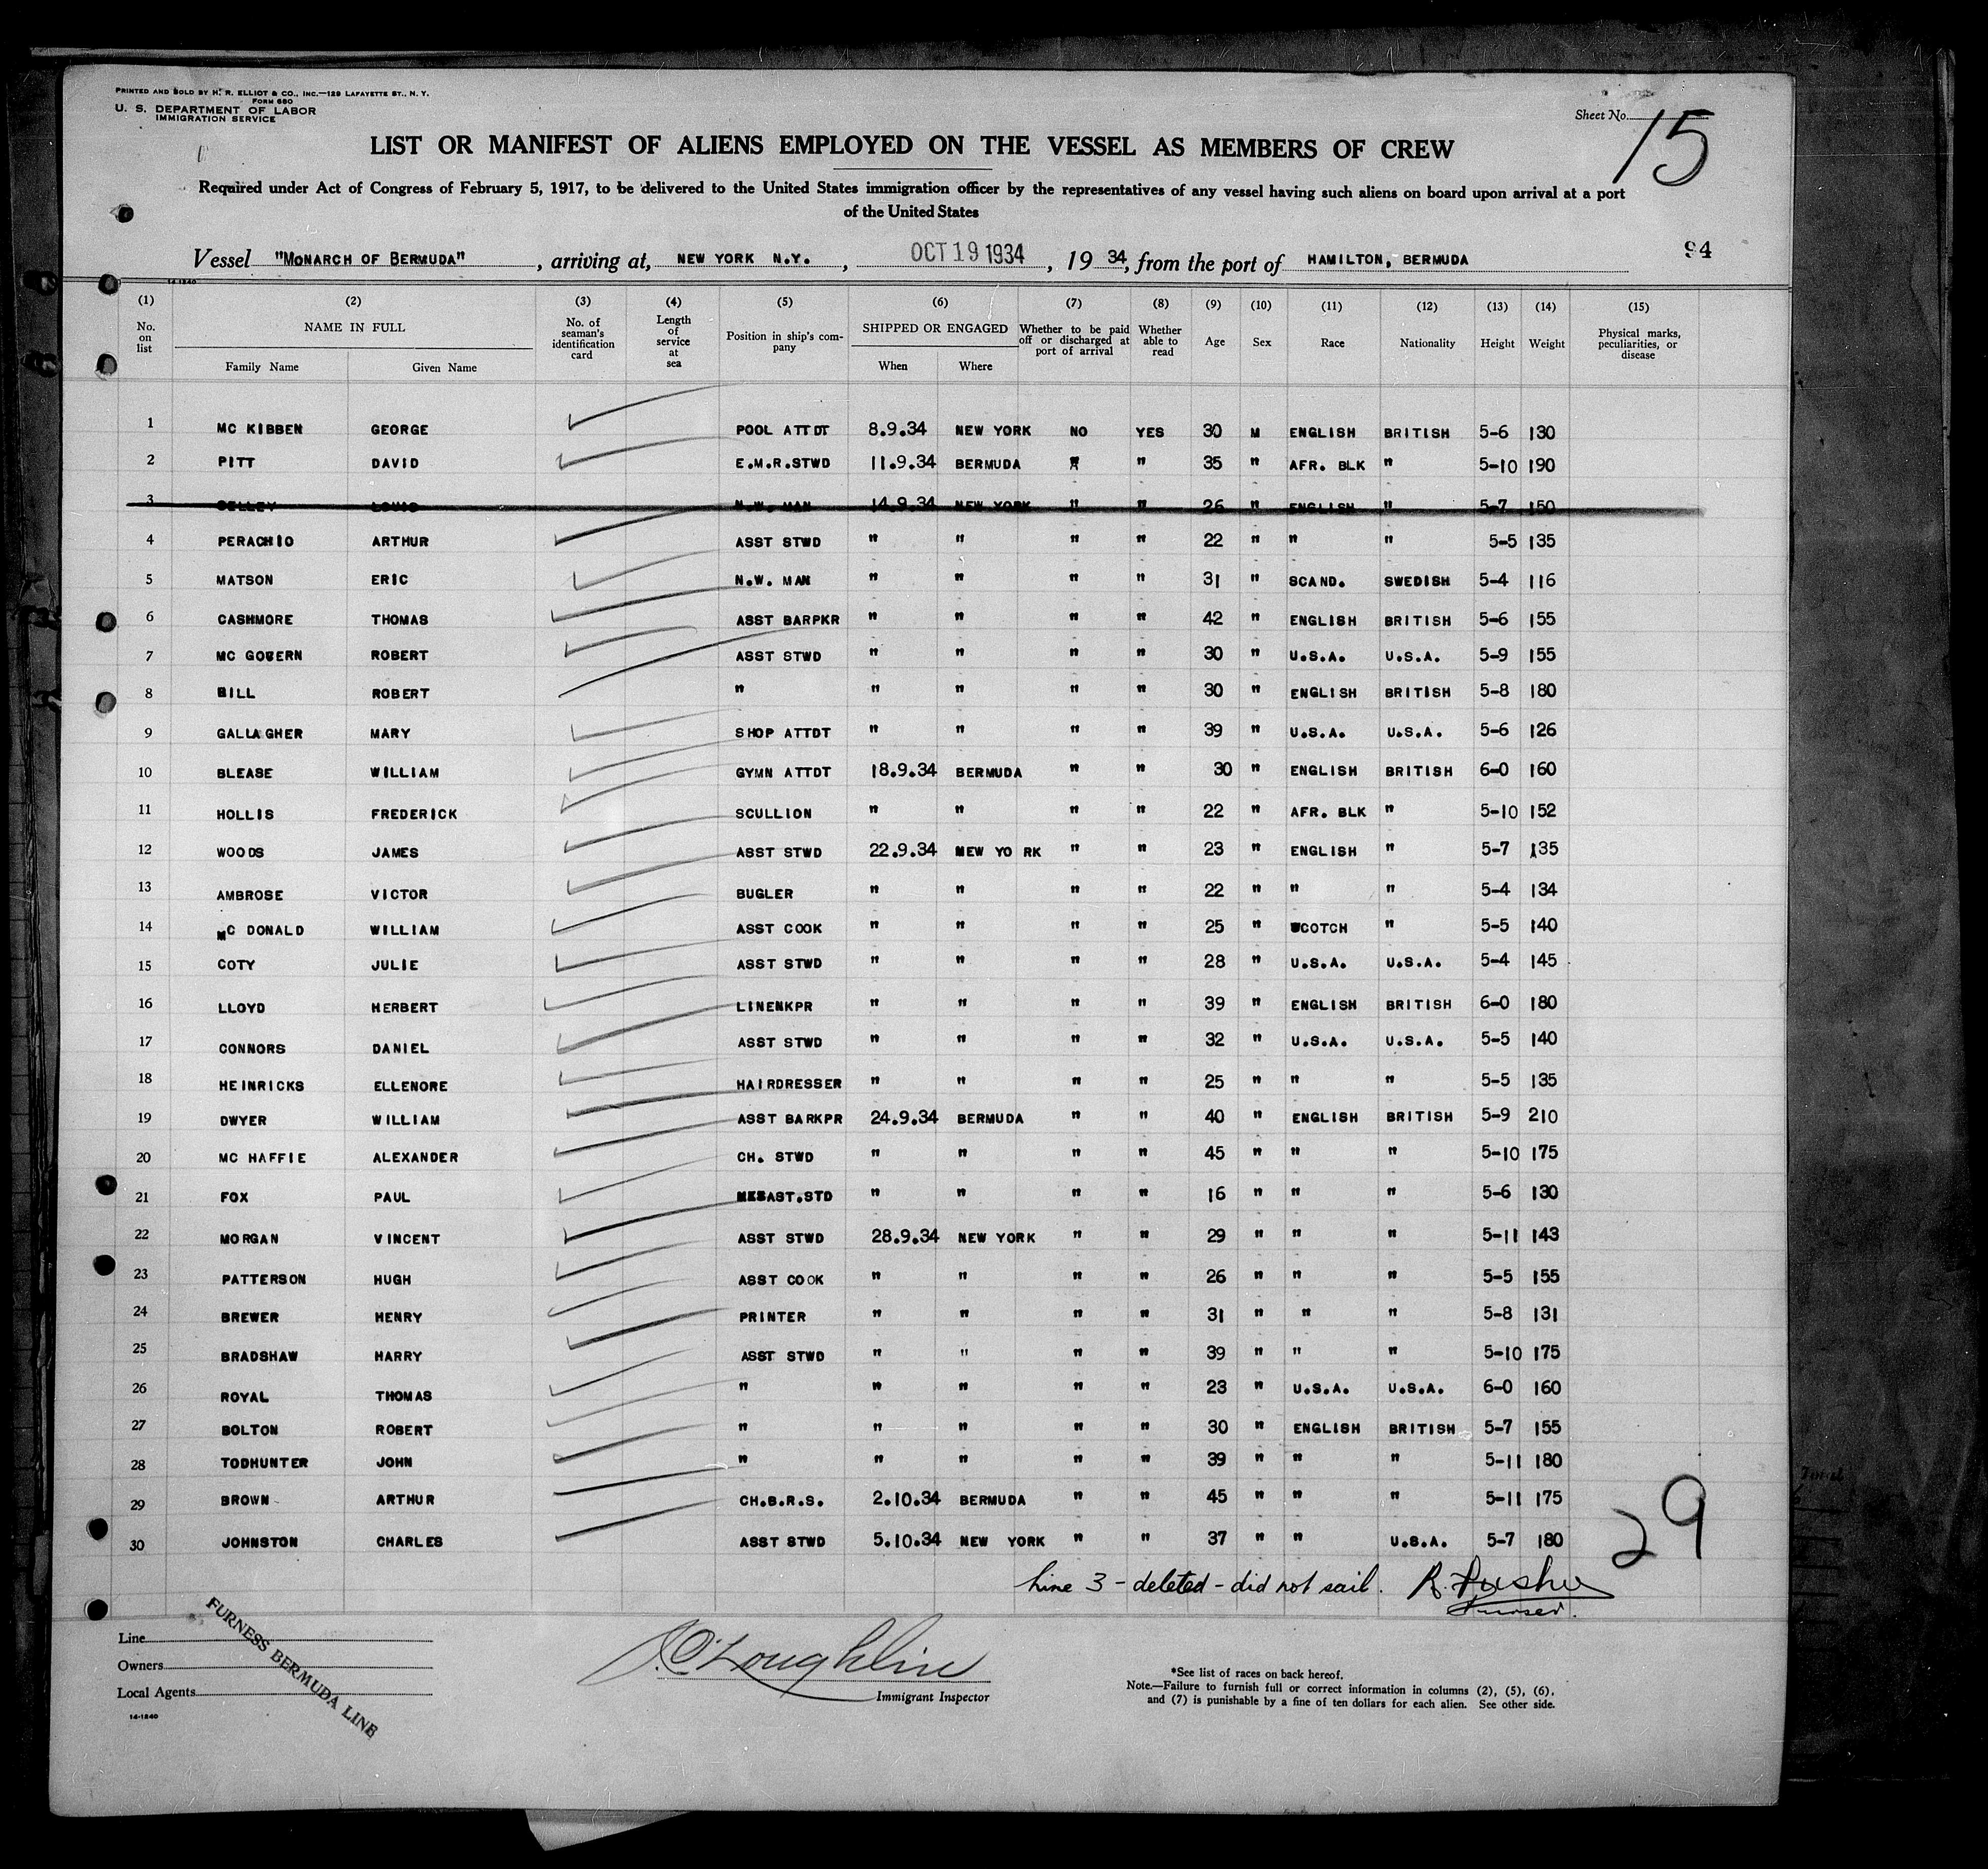 PRINTED AND SOLD BY H. R. ELLIOT & CO., INC.—129 LAFAYETTE ST., N. Y.
FORM 680
U. S. DEPARTMENT OF LABOR
IMMIGRATION SERVICE
Sheet No. 15
LIST OR MANIFEST OF ALIENS EMPLOYED ON THE VESSEL AS MEMBERS OF CREW
Required under Act of Congress of February 5, 1917, to be delivered to the United States immigration officer by the representatives of any vessel having such aliens on board upon arrival at a port
of the United States
94
Vessel "MONARCH OF BERMUDA", arriving at, NEW YORK N.Y., OCT 19 1934, 19 34, from the port of HAMILTON, BERMUDA
14-1240
(1) (2) (3) (4) (5) (6) (7) (8) (9) (10) (11) (12) (13) (14) (15)
No. on list NAME IN FULL Family Name Given Name No. of seaman's identification card Length of service at sea Position in ship's company SHIPPED OR ENGAGED When Where Whether to be paid off or discharged at port of arrival Whether able to read Age Sex Race Nationality Height Weight Physical marks, peculiarities, or disease
1 MC KIBBEN GEORGE POOL ATTDT 8.9.34 NEW YORK NO YES 30 M ENGLISH BRITISH 5-6 130
2 PITT DAVID E.M.R.STWD 11.9.34 BERMUDA " " 35 " AFR. BLK " 5-10 190
3 SELLEY LOUIS N.W. MAN 14.9.34 NEW YORK " " 26 " ENGLISH " 5-7 150
4 PERACHIO ARTHUR ASST STWD " " " " 22 " " " 5-5 135
5 MATSON ERIC N.W. MAN " " " " 31 " SCAND. SWEDISH 5-4 116
6 CASHMORE THOMAS ASST BARPKR " " " " 42 " ENGLISH BRITISH 5-6 155
7 MC GOVERN ROBERT ASST STWD " " " " 30 " U.S.A. U.S.A. 5-9 155
8 BILL ROBERT " " " " " 30 " ENGLISH BRITISH 5-8 180
9 GALLAGHER MARY SHOP ATTDT " " " " 39 " U.S.A. U.S.A. 5-6 126
10 BLEASE WILLIAM GYMN ATTDT 18.9.34 BERMUDA " " 30 " ENGLISH BRITISH 6-0 160
11 HOLLIS FREDERICK SCULLION " " " " 22 " AFR. BLK " 5-10 152
12 WOODS JAMES ASST STWD 22.9.34 MEW YO RK " " 23 " ENGLISH " 5-7 135
13 AMBROSE VICTOR BUGLER " " " " 22 " " " 5-4 134
14 MC DONALD WILLIAM ASST COOK " " " " 25 " SCOTCH " 5-5 140
15 COTY JULIE ASST STWD " " " " 28 " U.S.A. U.S.A. 5-4 145
16 LLOYD HERBERT LINENKPR " " " " 39 " ENGLISH BRITISH 6-0 180
17 CONNORS DANIEL ASST STWD " " " " 32 " U.S.A. U.S.A. 5-5 140
18 HEINRICKS ELLENORE HAIRDRESSER " " " " 25 " " " 5-5 135
19 DWYER WILLIAM ASST BARKPR 24.9.34 BERMUDA " " 40 " ENGLISH BRITISH 5-9 210
20 MC HAFFIE ALEXANDER CH. STWD " " " " 45 " " " 5-10 175
21 FOX PAUL " " " " 16 " " " 5-6 130
22 MORGAN VINCENT ASST STWD 28.9.34 NEW YORK " " 29 " " " 5-11 143
23 PATTERSON HUGH ASST COOK " " " " 26 " " " 5-5 155
24 BREWER HENRY PRINTER " " " " 31 " " " 5-8 131
25 BRADSHAW HARRY ASST STWD " " " " 39 " " " 5-10 175
26 ROYAL THOMAS " " " " " 23 " U.S.A. U.S.A. 6-0 160
27 BOLTON ROBERT " " " " " 30 " ENGLISH BRITISH 5-7 155
28 TODHUNTER JOHN " " " " " 39 " " " 5-11 180
29 BROWN ARTHUR CH.B.R.S. 2.10.34 BERMUDA " " 45 " " " 5-11 175
30 JOHNSTON CHARLES ASST STWD 5.10.34 NEW YORK " " 37 " " U.S.A. 5-7 180
29
Line 3 - deleted - did not sail.
Purser.
Line
Owners
Local Agents
FURNESS BERMUDA LINE
14-1240
J. O'Loughlin
Immigrant Inspector
*See list of races on back hereof.
Note.—Failure to furnish full or correct information in columns (2), (5), (6),
and (7) is punishable by a fine of ten dollars for each alien. See other side.